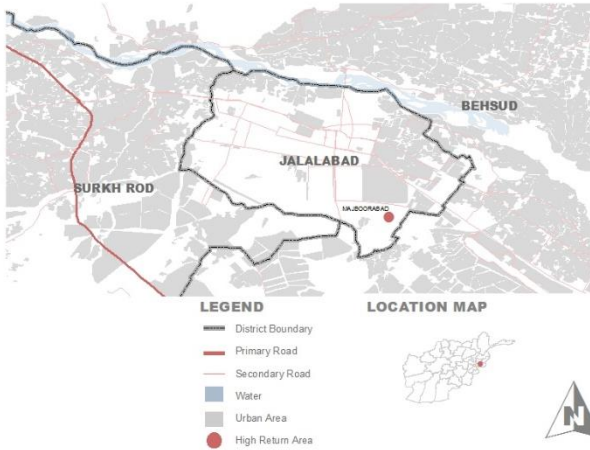 BEHSUD
JALALABAD
SURKH ROD
MAJBOORABAD
LEGEND
District Boundary
Primary Road
Secondary Road
Water
Urban Area
High Return Area
LOCATION MAP
N